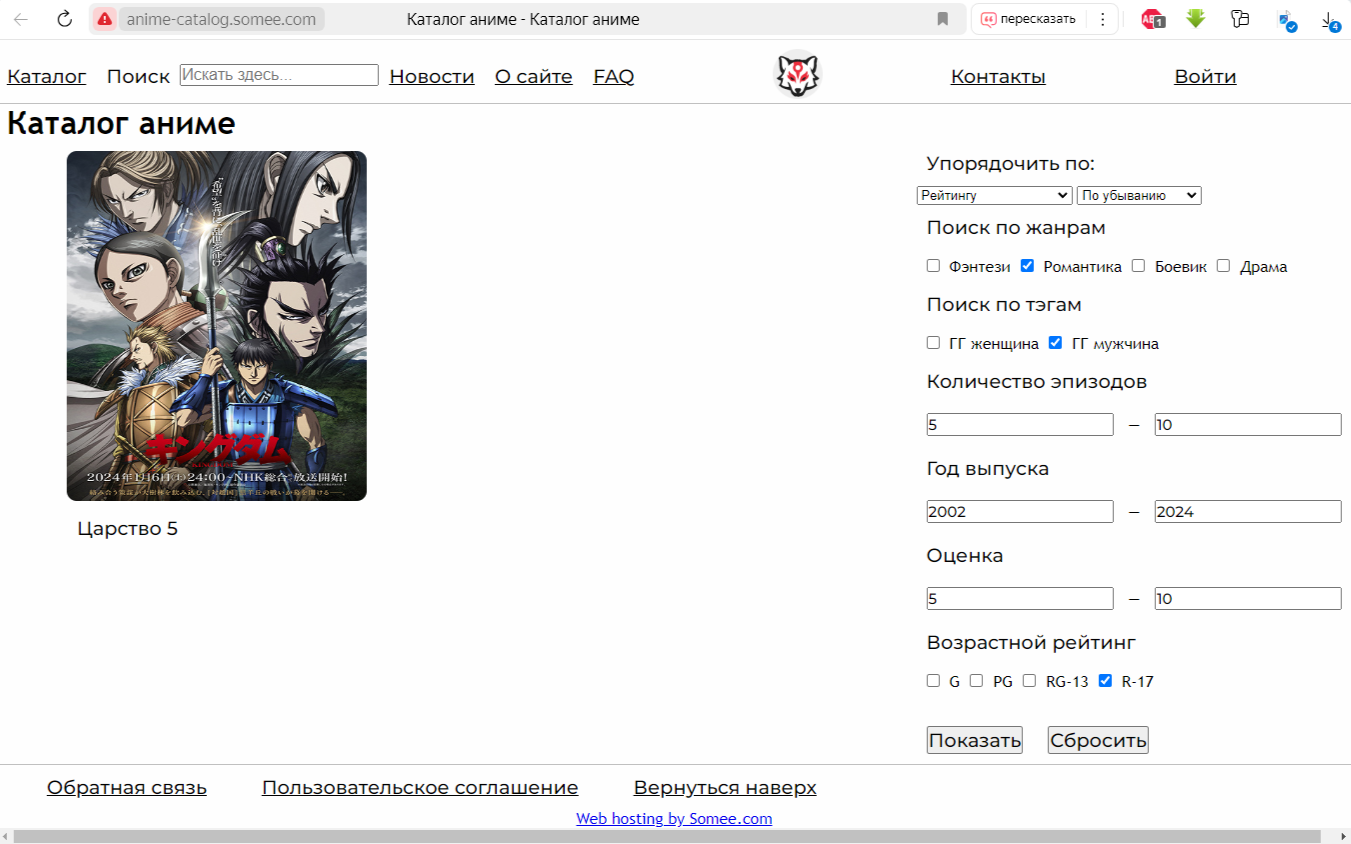 anime-catalog.somee.com Каталог аниме - Каталог аниме пересказать ABP 1 4
Каталог Поиск Искать здесь... Новости О сайте FAQ Контакты Войти
Каталог аниме
キングダム
2024年1月6日(土)24:00~NHK総合 放送開始!
Царство 5
Упорядочить по:
Рейтингу По убыванию
Поиск по жанрам
Фэнтези Романтика Боевик Драма
Поиск по тэгам
ГГ женщина ГГ мужчина
Количество эпизодов
5 — 10
Год выпуска
2002 — 2024
Оценка
5 — 10
Возрастной рейтинг
G PG RG-13 R-17
Показать Сбросить
Обратная связь Пользовательское соглашение Вернуться наверх
Web hosting by Somee.com